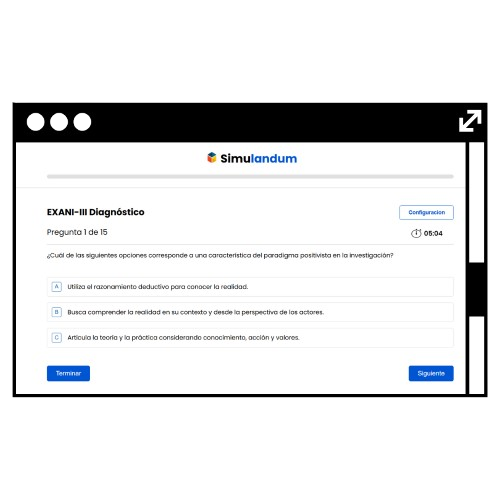 Simulandum
EXANI-III Diagnóstico
Configuracion
Pregunta 1 de 15
05:04
¿Cuál de las siguientes opciones corresponde a una característica del paradigma positivista en la investigación?
A Utiliza el razonamiento deductivo para conocer la realidad.
B Busca comprender la realidad en su contexto y desde la perspectiva de los actores.
C Articula la teoría y la práctica considerando conocimiento, acción y valores.
Terminar
Siguiente